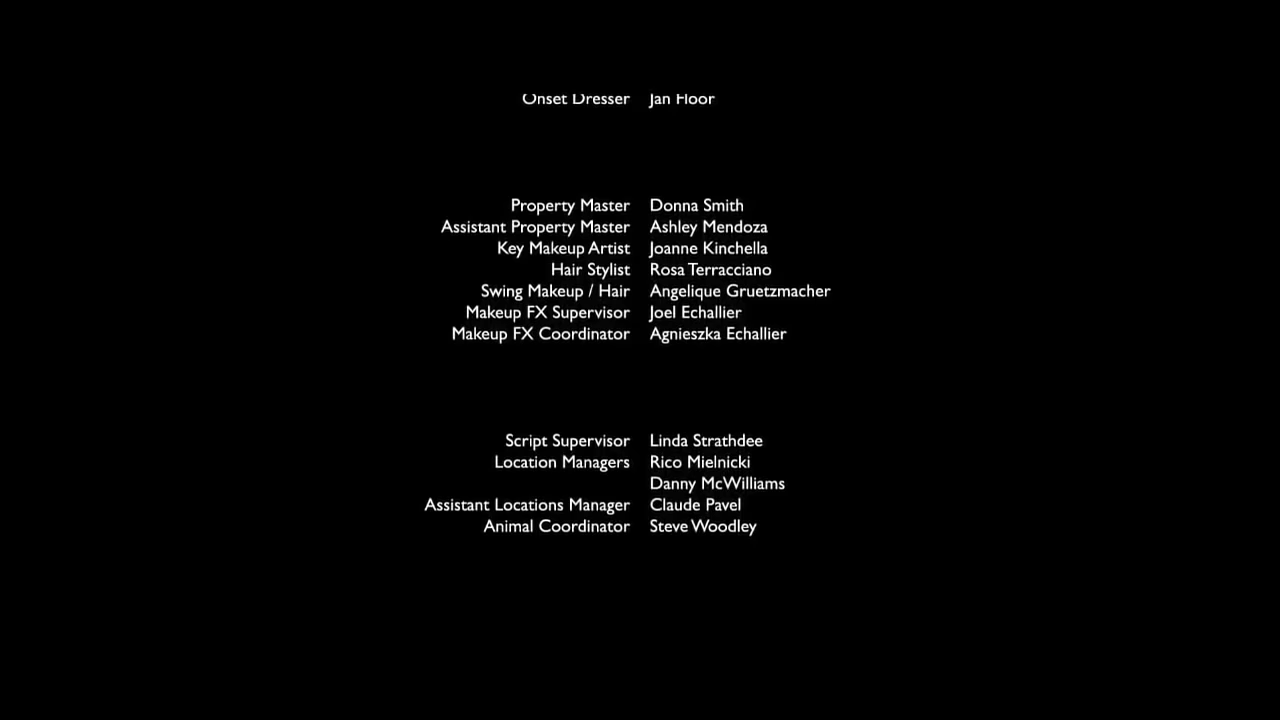 Onset Dresser Jan Floor
Property Master Donna Smith
Assistant Property Master Ashley Mendoza
Key Makeup Artist Joanne Kinchella
Hair Stylist Rosa Terracciano
Swing Makeup / Hair Angelique Gruetzmacher
Makeup FX Supervisor Joel Echallier
Makeup FX Coordinator Agnieszka Echallier
Script Supervisor Linda Strathdee
Location Managers Rico Mielnicki
Danny McWilliams
Assistant Locations Manager Claude Pavel
Animal Coordinator Steve Woodley